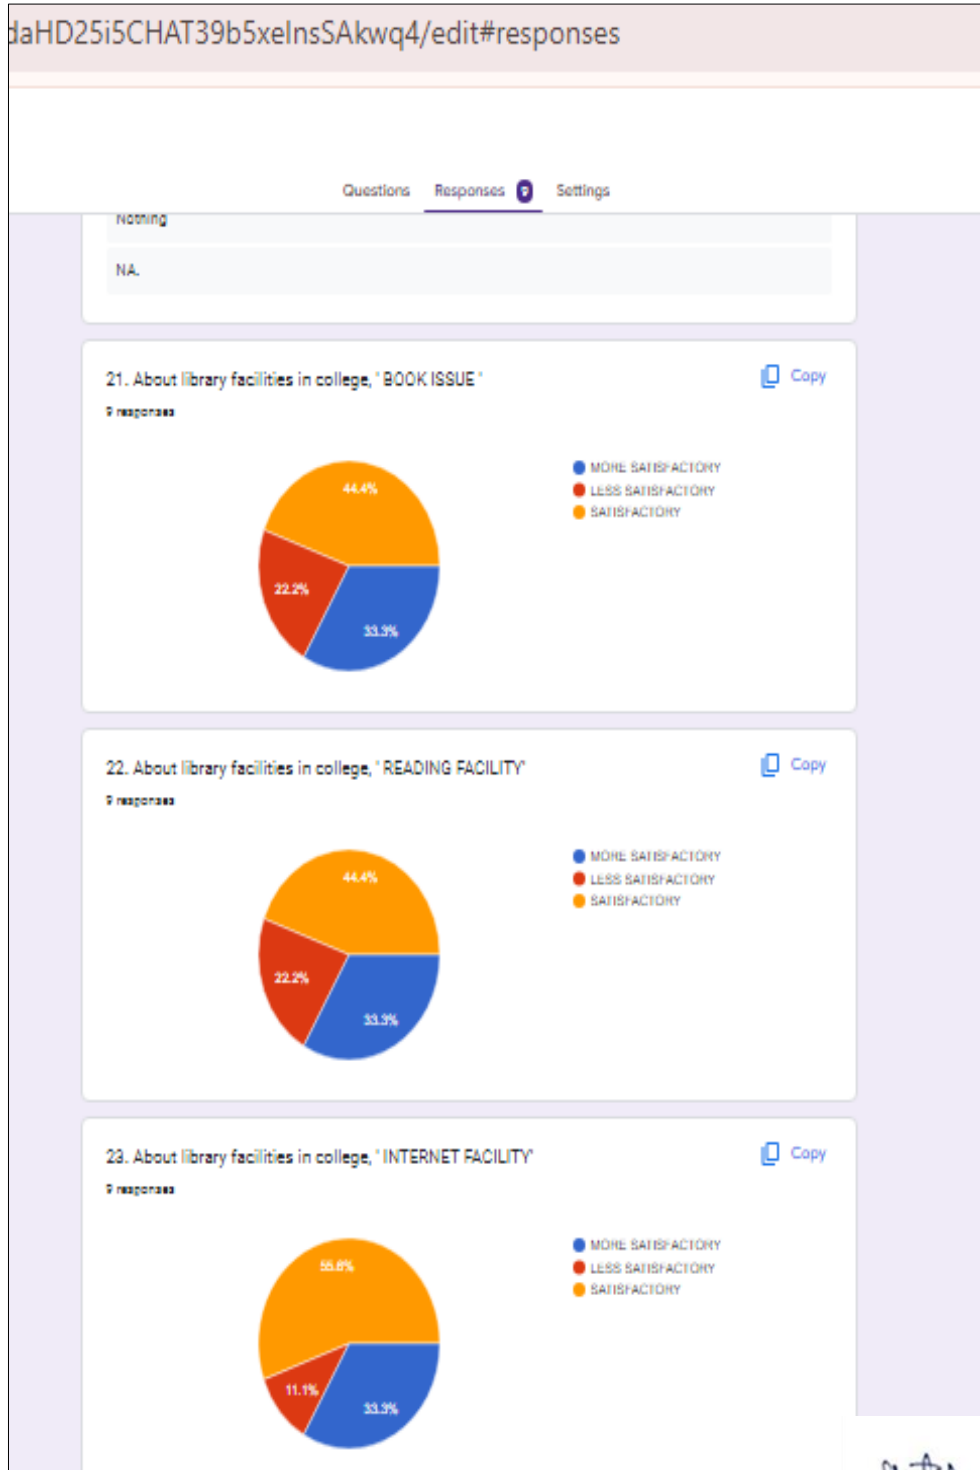 daHD25i5CHAT39b5xeInsSAkwq4/edit#responses
Questions Responses 9 Settings
Nothing
NA.
21. About library facilities in college, " BOOK ISSUE "
Copy
9 responses
44.4%
22.2%
33.3%
MORE SATISFACTORY
LESS SATISFACTORY
SATISFACTORY
22. About library facilities in college, " READING FACILITY"
Copy
9 responses
44.4%
22.2%
33.3%
MORE SATISFACTORY
LESS SATISFACTORY
SATISFACTORY
23. About library facilities in college, " INTERNET FACILITY"
Copy
9 responses
55.6%
11.1%
33.3%
MORE SATISFACTORY
LESS SATISFACTORY
SATISFACTORY